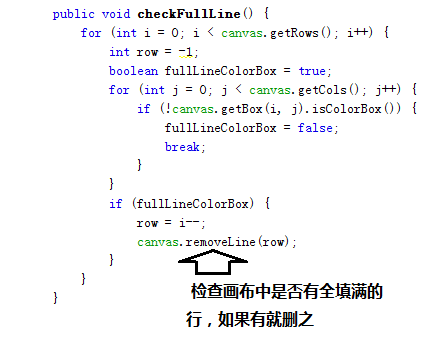 public void checkFullLine() {
    for (int i = 0; i < canvas.getRows(); i++) {
        int row = -1;
        boolean fullLineColorBox = true;
        for (int j = 0; j < canvas.getCols(); j++) {
            if (!canvas.getBox(i, j).isColorBox()) {
                fullLineColorBox = false;
                break;
            }
        }
        if (fullLineColorBox) {
            row = i--;
            canvas.removeLine(row);
        }
    }
}
检查画布中是否有全填满的
行，如果有就删之